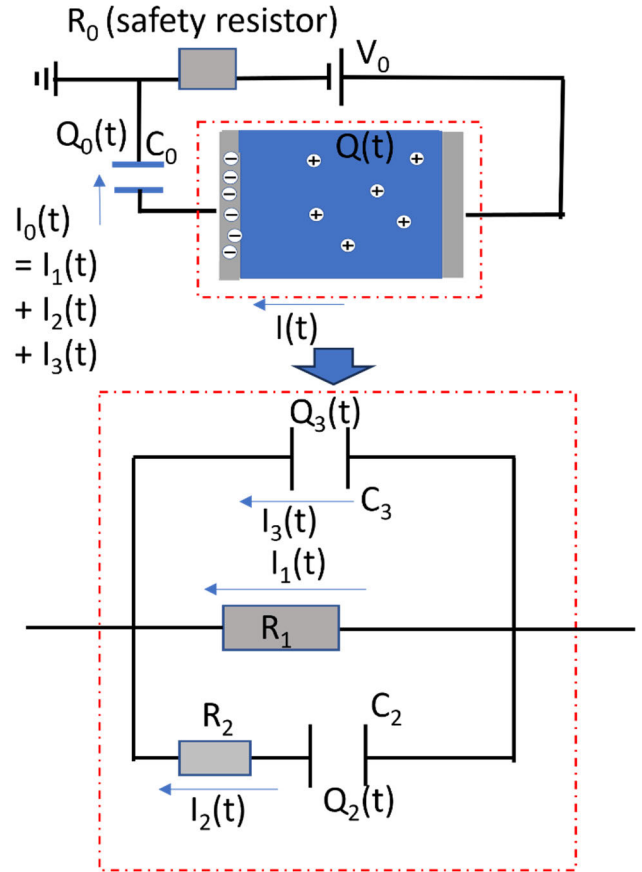 R₀ (safety resistor)
V₀
Q₀(t)
C₀
Q(t)
I₀(t)
= I₁(t)
+ I₂(t)
+ I₃(t)
I(t)
Q₃(t)
C₃
I₃(t)
I₁(t)
R₁
R₂
C₂
I₂(t)
Q₂(t)